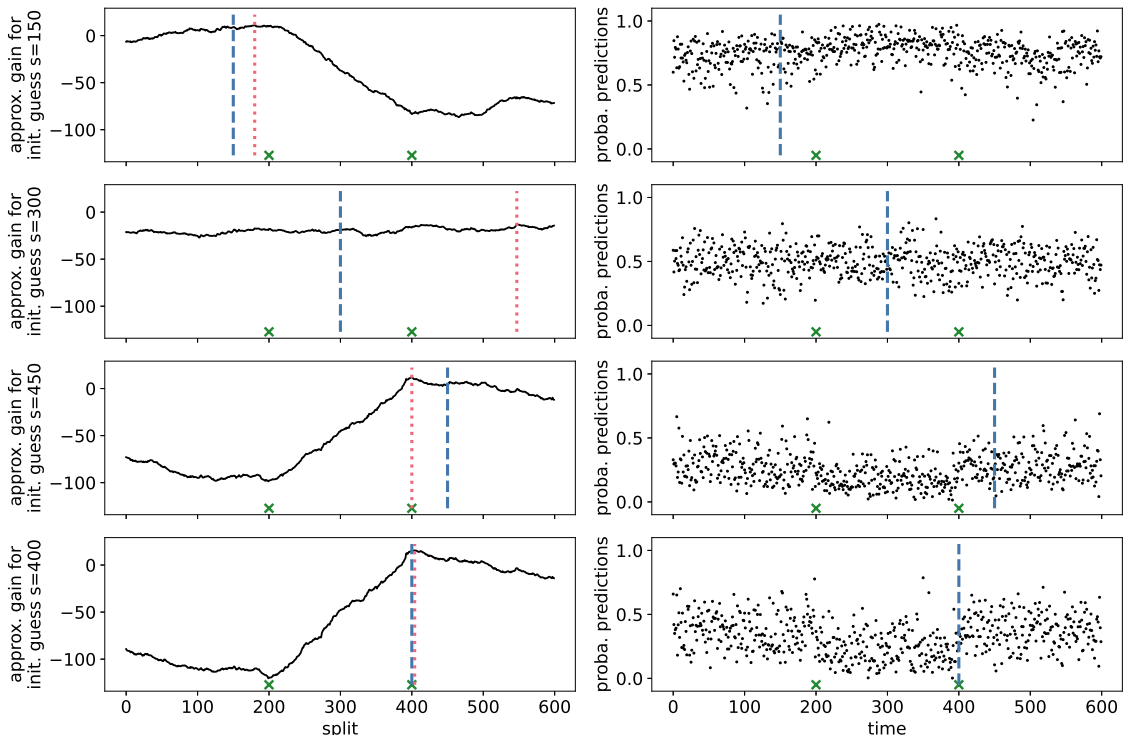 approx. gain for
init. guess s=150
0
−50
−100
proba. predictions
1.0
0.5
0.0
approx. gain for
init. guess s=300
0
−50
−100
proba. predictions
1.0
0.5
0.0
approx. gain for
init. guess s=450
0
−50
−100
proba. predictions
1.0
0.5
0.0
approx. gain for
init. guess s=400
0
−50
−100
0 100 200 300 400 500 600
split
proba. predictions
1.0
0.5
0.0
0 100 200 300 400 500 600
time